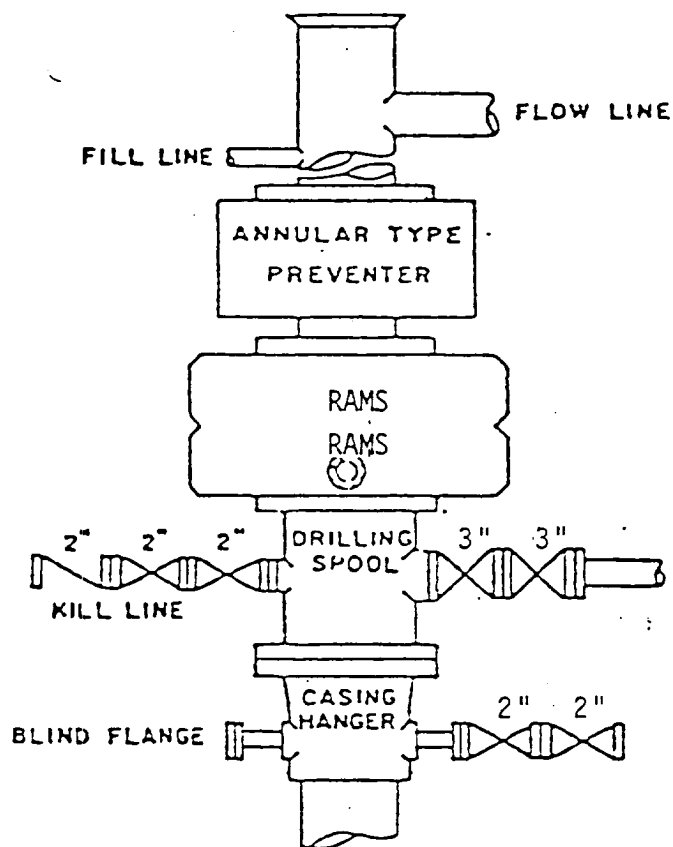 FLOW LINE
FILL LINE
ANNULAR TYPE
PREVENTER
RAMS
RAMS
DRILLING
SPOOL
2" 2" 2"
3" 3"
KILL LINE
CASING
HANGER
2" 2"
BLIND FLANGE